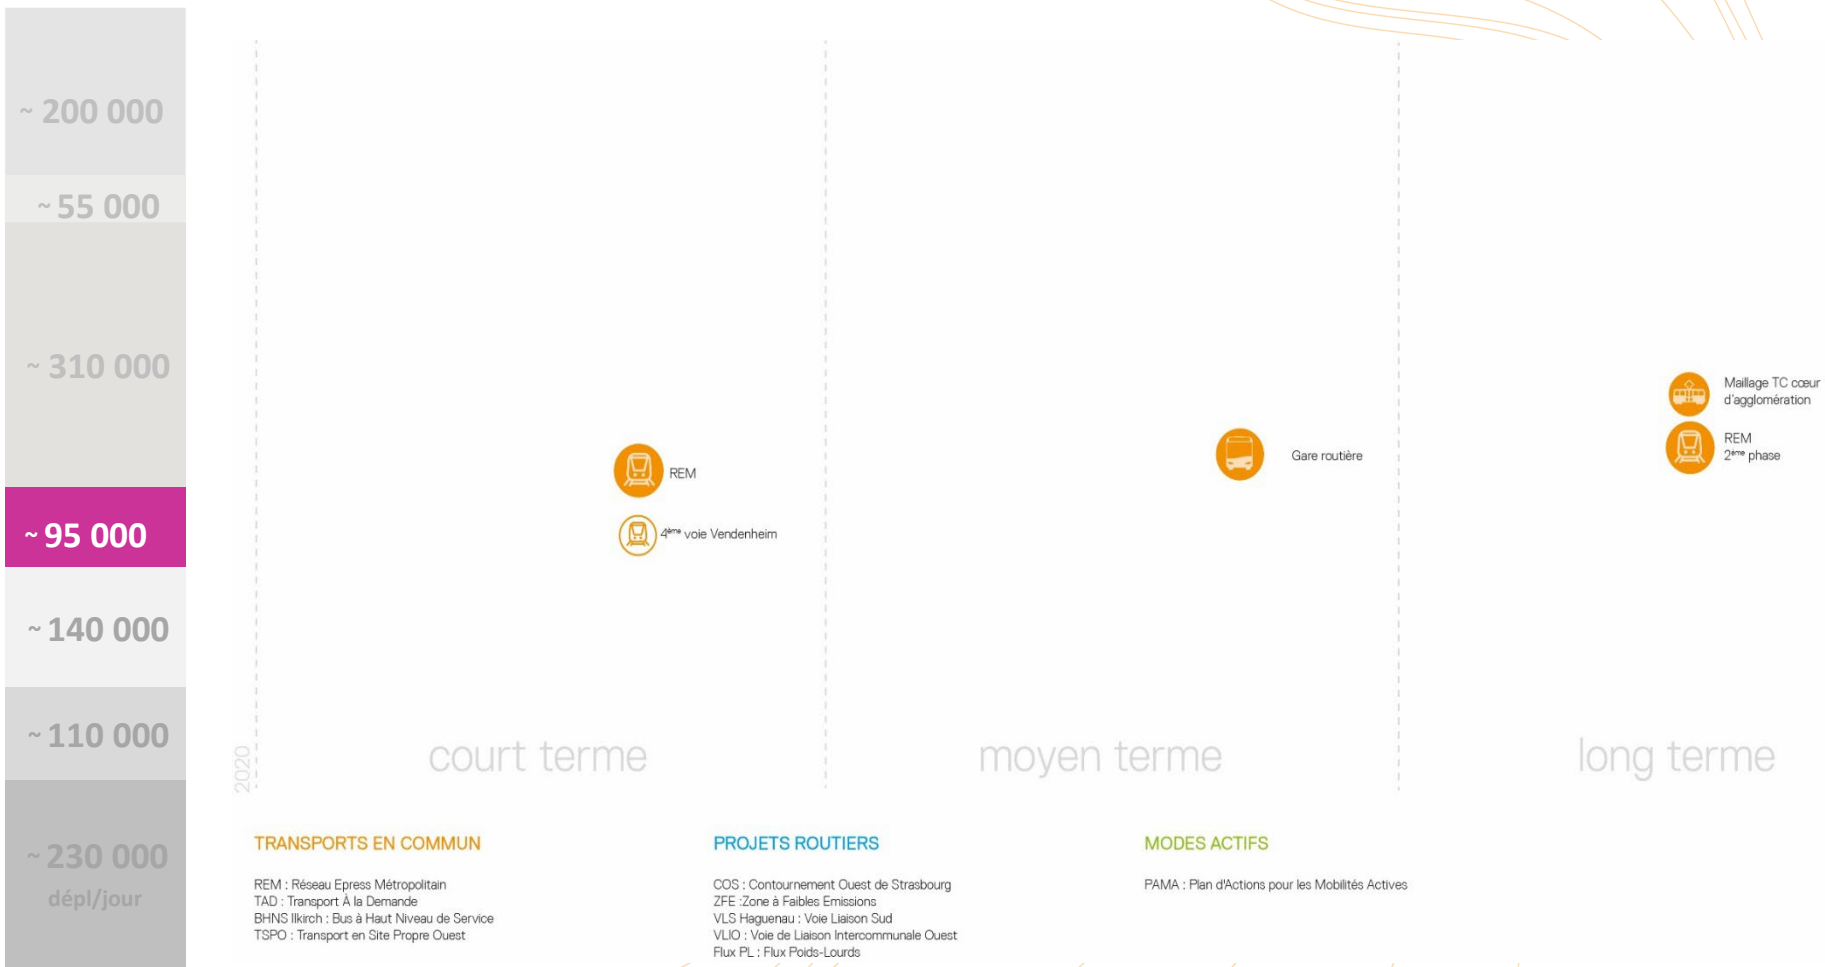 ~ 200 000
~ 55 000
~ 310 000
~ 95 000
~ 140 000
~ 110 000
~ 230 000
dépl/jour
Maillage TC cœur
d'agglomération
REM
2ème phase
Gare routière
REM
4ème voie Vendenheim
2020
court terme
moyen terme
long terme
TRANSPORTS EN COMMUN
REM : Réseau Epress Métropolitain
TAD : Transport À la Demande
BHNS Ilkirch : Bus à Haut Niveau de Service
TSPO : Transport en Site Propre Ouest
PROJETS ROUTIERS
COS : Contournement Ouest de Strasbourg
ZFE :Zone à Faibles Emissions
VLS Haguenau : Voie Liaison Sud
VLIO : Voie de Liaison Intercommunale Ouest
Flux PL : Flux Poids-Lourds
MODES ACTIFS
PAMA : Plan d'Actions pour les Mobilités Actives